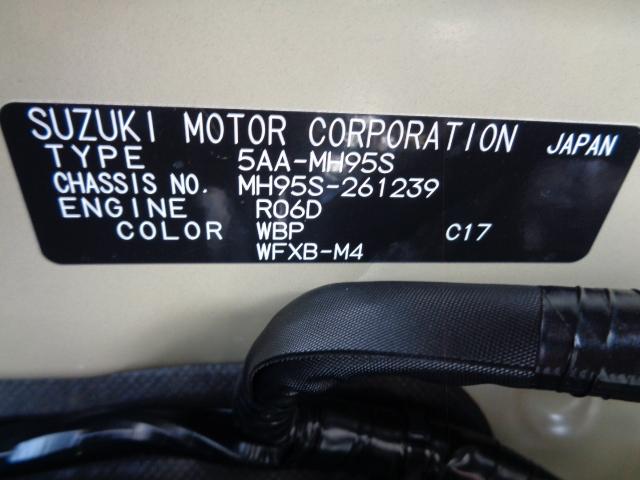 SUZUKI MOTOR CORPORATION JAPAN
TYPE 5AA-MH95S
CHASSIS NO. MH95S-261239
ENGINE R06D
COLOR WBP C17
WFXB-M4